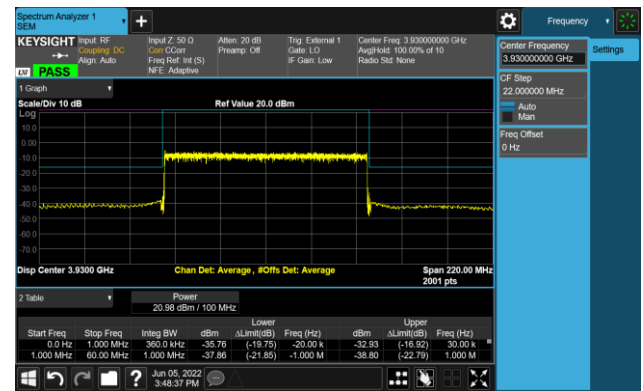 Spectrum Analyzer 1
SEM
Frequency
KEYSIGHT
Input: RF
Coupling: DC
Align: Auto
Input Z: 50 Ω
Corr CCorr
Freq Ref: Int (S)
NFE: Adaptive
Atten: 20 dB
Preamp: Off
Trig: External 1
Gate: LO
IF Gain: Low
Center Freq: 3.930000000 GHz
Avg|Hold: 100.00% of 10
Radio Std: None
LXI PASS
Center Frequency
3.930000000 GHz
Settings
CF Step
22.000000 MHz
Auto
Man
Freq Offset
0 Hz
1 Graph
Scale/Div 10 dB
Ref Value 20.0 dBm
Log
10.0
0.00
-10.0
-20.0
-30.0
-40.0
-50.0
-60.0
-70.0
Disp Center 3.9300 GHz
Chan Det: Average , #Offs Det: Average
Span 220.00 MHz
2001 pts
2 Table
Power
20.98 dBm / 100 MHz
Lower Upper
Start Freq Stop Freq Integ BW dBm ΔLimit(dB) Freq (Hz) dBm ΔLimit(dB) Freq (Hz)
0.0 Hz 1.000 MHz 360.0 kHz -35.76 (-19.75) -20.00 k -32.93 (-16.92) 30.00 k
1.000 MHz 60.00 MHz 1.000 MHz -37.86 (-21.85) -1.000 M -38.80 (-22.79) 1.000 M
Jun 05, 2022
3:48:37 PM